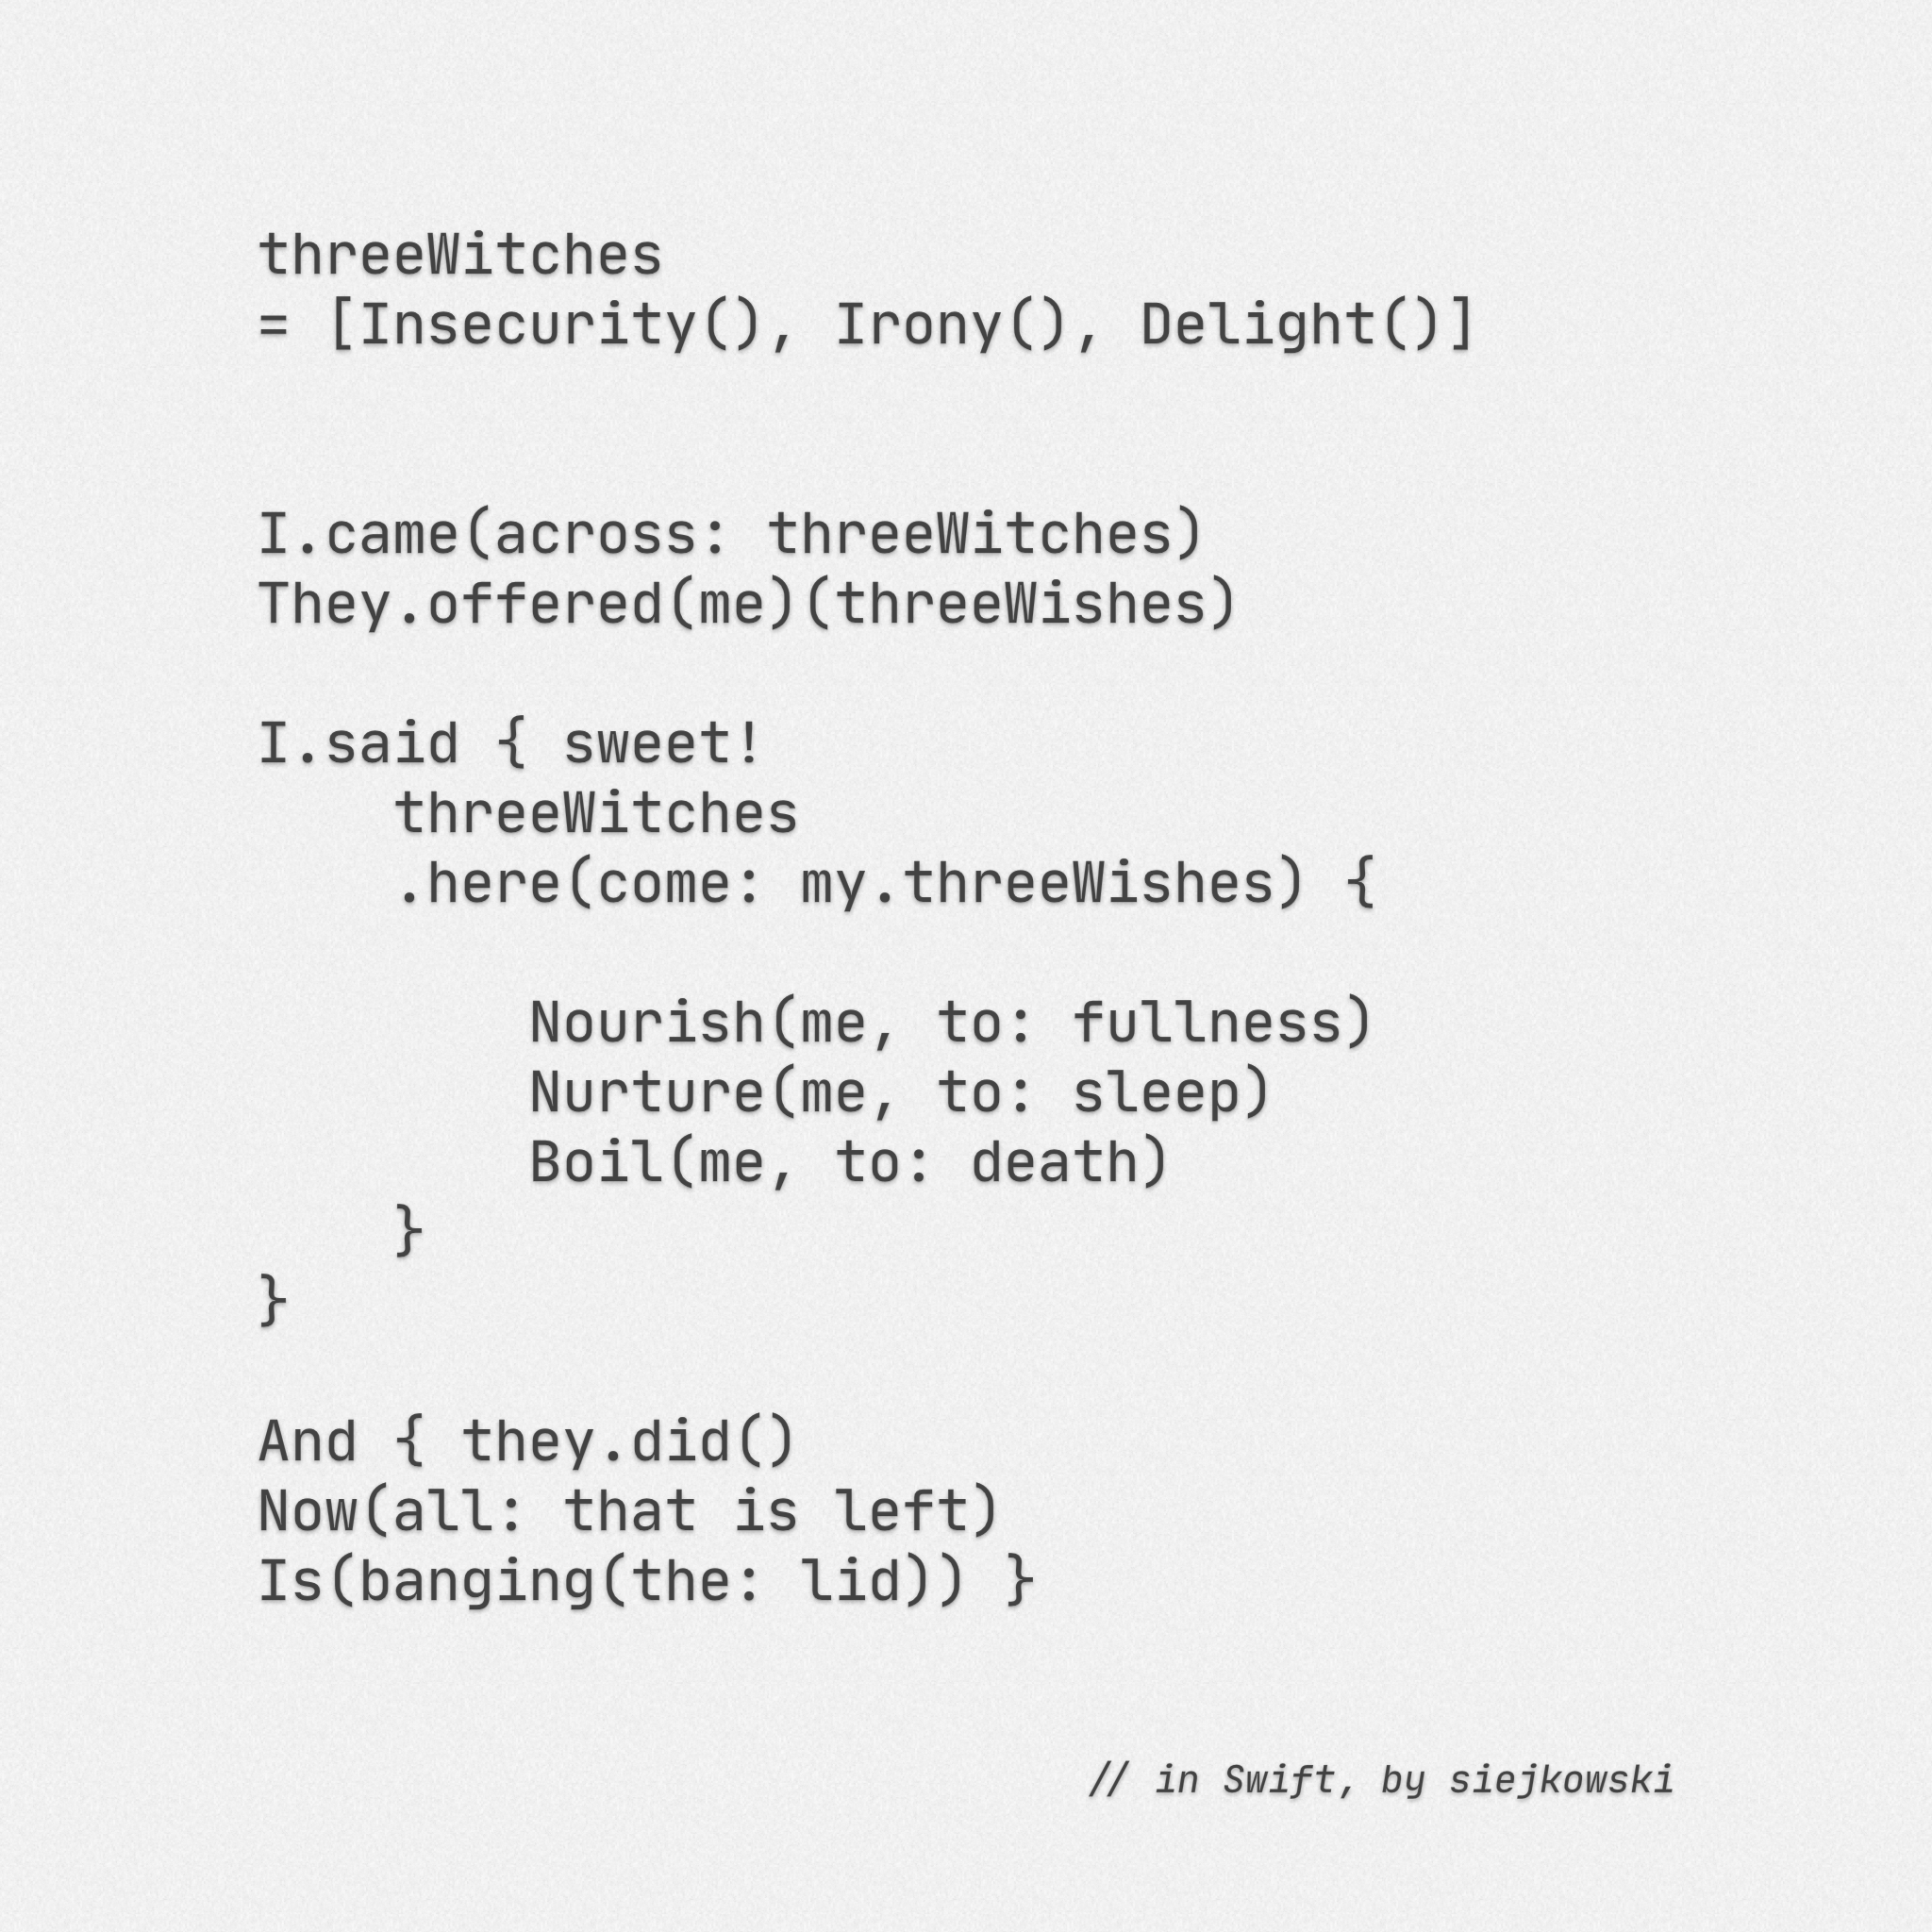 threeWitches
= [Insecurity(), Irony(), Delight()]
I.came(across: threeWitches)
They.offered(me)(threeWishes)
I.said { sweet!
    threeWitches
    .here(come: my.threeWishes) {
        Nourish(me, to: fullness)
        Nurture(me, to: sleep)
        Boil(me, to: death)
    }
}
And { they.did()
Now(all: that is left)
Is(banging(the: lid)) }
// in Swift, by siejkowski